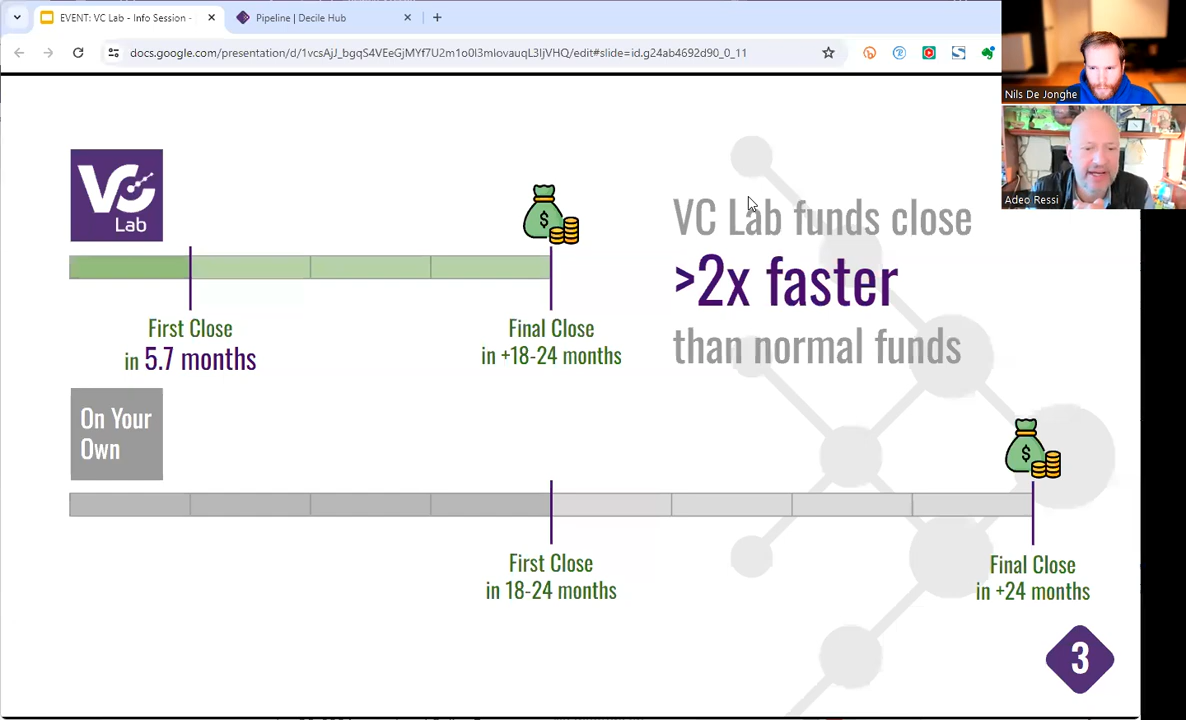 EVENT: VC Lab - Info Session -
Pipeline | Decile Hub
docs.google.com/presentation/d/1vcsAjJ_bgqS4VEeGjMYf7U2m1o0l3mlovauqL3IjVHQ/edit#slide=id.g24ab4692d90_0_11
Nils De Jonghe
Adeo Ressi
VC
Lab
$
VC Lab funds close
>2x faster
than normal funds
First Close
in 5.7 months
Final Close
in +18-24 months
On Your
Own
$
First Close
in 18-24 months
Final Close
in +24 months
3